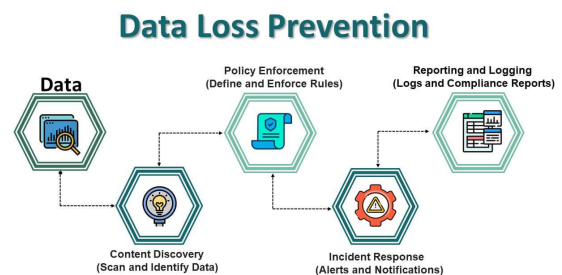 Data Loss Prevention
Data
Content Discovery
(Scan and Identify Data)
Policy Enforcement
(Define and Enforce Rules)
Incident Response
(Alerts and Notifications)
Reporting and Logging
(Logs and Compliance Reports)